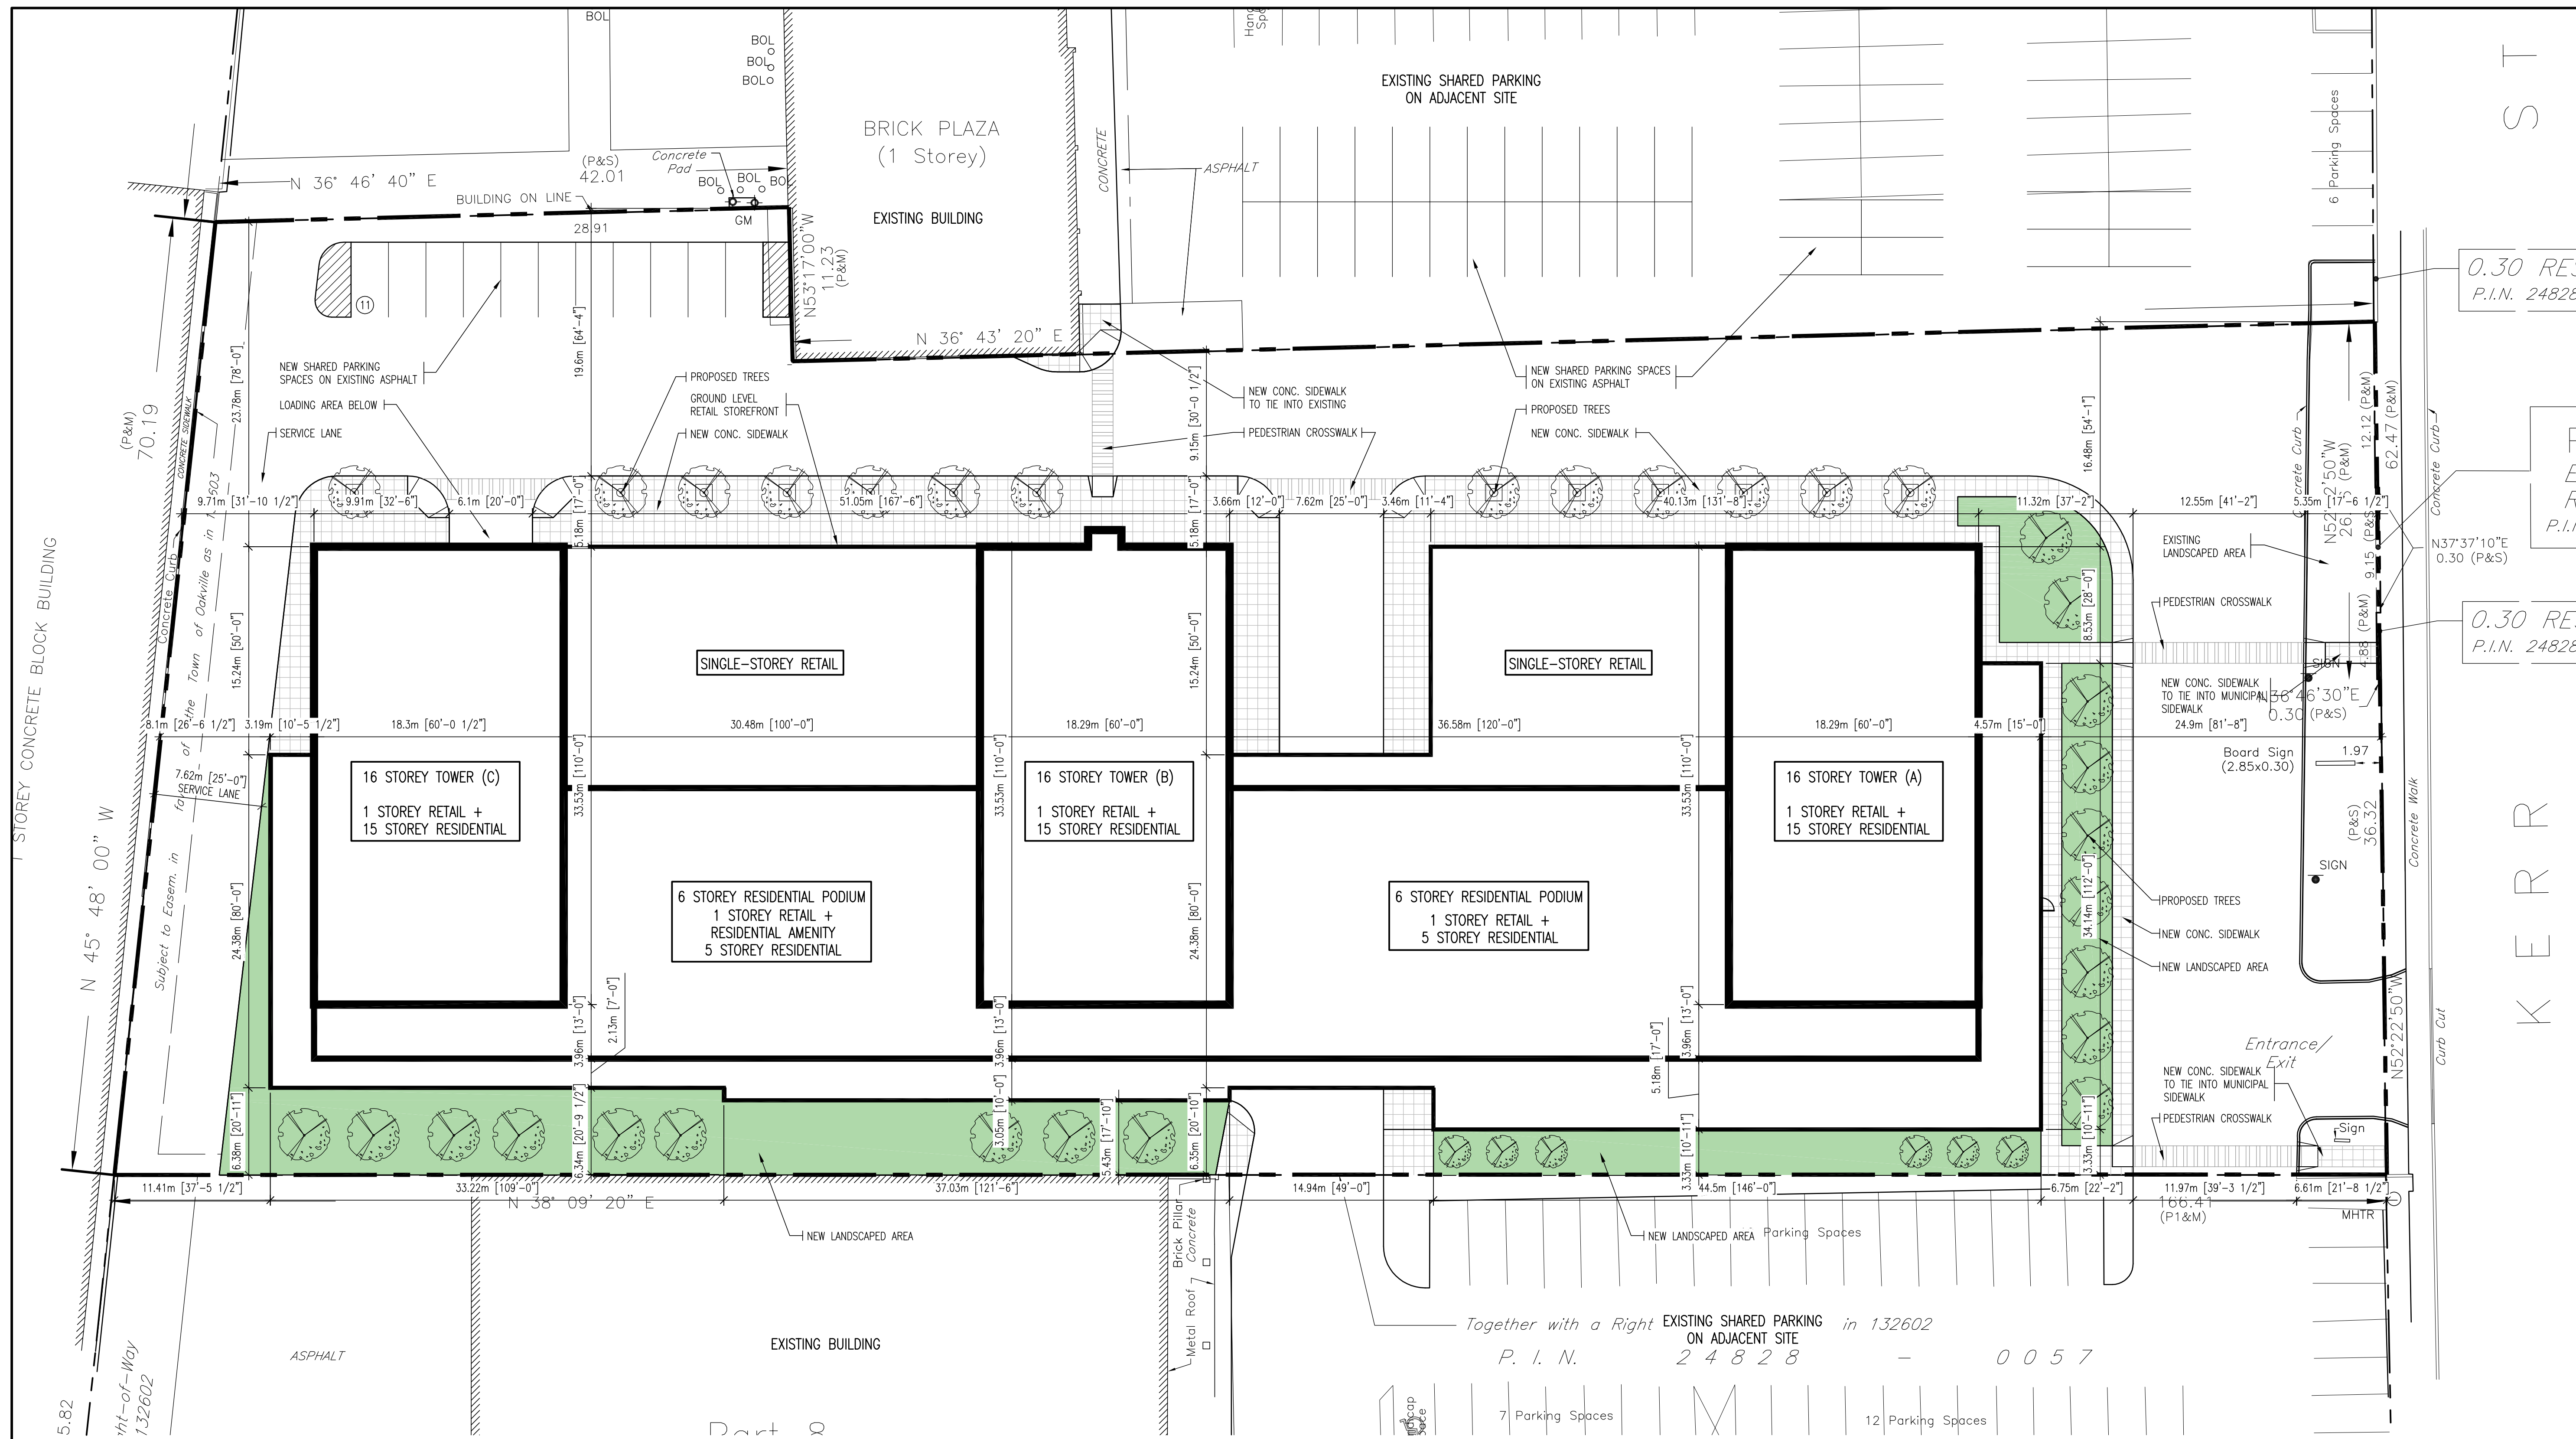 BOL
BOL
BOL
BOL
Concrete
Pad
BOL
BOL
GM
BUILDING ON LINE
N 36° 46' 40" E
(P&S)
42.01
28.91
BRICK PLAZA
(1 Storey)
EXISTING BUILDING
CONCRETE
ASPHALT
EXISTING SHARED PARKING
ON ADJACENT SITE
6 Parking Spaces
S T
0.30 RES
P.I.N. 24828
N53°17'00"W
11.23
(P&M)
N 36° 43' 20" E
(P&M)
70.19
CONCRETE SIDEWALK
11
NEW SHARED PARKING
SPACES ON EXISTING ASPHALT
LOADING AREA BELOW
SERVICE LANE
PROPOSED TREES
GROUND LEVEL
RETAIL STOREFRONT
NEW CONC. SIDEWALK
NEW CONC. SIDEWALK
TO TIE INTO EXISTING
PEDESTRIAN CROSSWALK
NEW SHARED PARKING SPACES
ON EXISTING ASPHALT
PROPOSED TREES
NEW CONC. SIDEWALK
23.78m [78'-0"]
19.6m [64'-4"]
9.15m [30'-0 1/2"]
16.48m [54'-1"]
12.12 (P&M)
62.47 (P&M)
Concrete Curb
9.71m [31'-10 1/2"]
9.91m [32'-6"]
6.1m [20'-0"]
5.18m [17'-0"]
51.05m [167'-6"]
5.18m [17'-0"]
3.66m [12'-0"]
7.62m [25'-0"]
3.46m [11'-4"]
40.13m [131'-8"]
11.32m [37'-2"]
12.55m [41'-2"]
5.35m [17'-6 1/2"]
Concrete Curb
EXISTING
LANDSCAPED AREA
9.15 (P&M)
N37°37'10"E
0.30 (P&S)
P.I.
PEDESTRIAN CROSSWALK
4.88 (P&M)
0.30 RES
P.I.N. 24828
1 STOREY CONCRETE BLOCK BUILDING
Concrete Curb
Subject to Easem. in favour of the Town of Oakville as in
15.24m [50'-0"]
SINGLE-STOREY RETAIL
15.24m [50'-0"]
SINGLE-STOREY RETAIL
8.53m [28'-0"]
SIGN
NEW CONC. SIDEWALK
TO TIE INTO MUNICIPAL
SIDEWALK
N36°46'30"E
0.30 (P&S)
8.1m [26'-6 1/2"]
3.19m [10'-5 1/2"]
18.3m [60'-0 1/2"]
30.48m [100'-0"]
18.29m [60'-0"]
36.58m [120'-0"]
18.29m [60'-0"]
4.57m [15'-0"]
24.9m [81'-8"]
Board Sign
(2.85x0.30)
1.97
7.62m [25'-0"]
SERVICE LANE
33.53m [110'-0"]
33.53m [110'-0"]
33.53m [110'-0"]
16 STOREY TOWER (C)
1 STOREY RETAIL +
15 STOREY RESIDENTIAL
16 STOREY TOWER (B)
1 STOREY RETAIL +
15 STOREY RESIDENTIAL
16 STOREY TOWER (A)
1 STOREY RETAIL +
15 STOREY RESIDENTIAL
(P&S)
36.32
Concrete Walk
SIGN
K E R R
N 45° 48' 00" W
24.38m [80'-0"]
6 STOREY RESIDENTIAL PODIUM
1 STOREY RETAIL +
RESIDENTIAL AMENITY
5 STOREY RESIDENTIAL
24.38m [80'-0"]
6 STOREY RESIDENTIAL PODIUM
1 STOREY RETAIL +
5 STOREY RESIDENTIAL
34.14m [112'-0"]
PROPOSED TREES
NEW CONC. SIDEWALK
NEW LANDSCAPED AREA
N52°22'50"W
Curb Cut
3.96m [13'-0"]
2.13m [7'-0"]
3.96m [13'-0"]
5.18m [17'-0"]
3.96m [13'-0"]
Entrance/
Exit
NEW CONC. SIDEWALK
TO TIE INTO MUNICIPAL
SIDEWALK
PEDESTRIAN CROSSWALK
Sign
6.38m [20'-11"]
6.34m [20'-9 1/2"]
3.05m [10'-0"]
5.43m [17'-10"]
6.35m [20'-10"]
3.33m [10'-11"]
3.33m [10'-11"]
11.41m [37'-5 1/2"]
33.22m [109'-0"]
37.03m [121'-6"]
14.94m [49'-0"]
44.5m [146'-0"]
6.75m [22'-2"]
11.97m [39'-3 1/2"]
6.61m [21'-8 1/2"]
N 38° 09' 20" E
166.41
(P1&M)
MHTR
NEW LANDSCAPED AREA
Brick Pillar
Concrete
NEW LANDSCAPED AREA
Parking Spaces
Metal Roof
Together with a Right
in 132602
EXISTING SHARED PARKING
ON ADJACENT SITE
P. I. N. 24828 - 0057
ASPHALT
EXISTING BUILDING
5.82
ht-of-Way
132602
Part 8
7 Parking Spaces
12 Parking Spaces